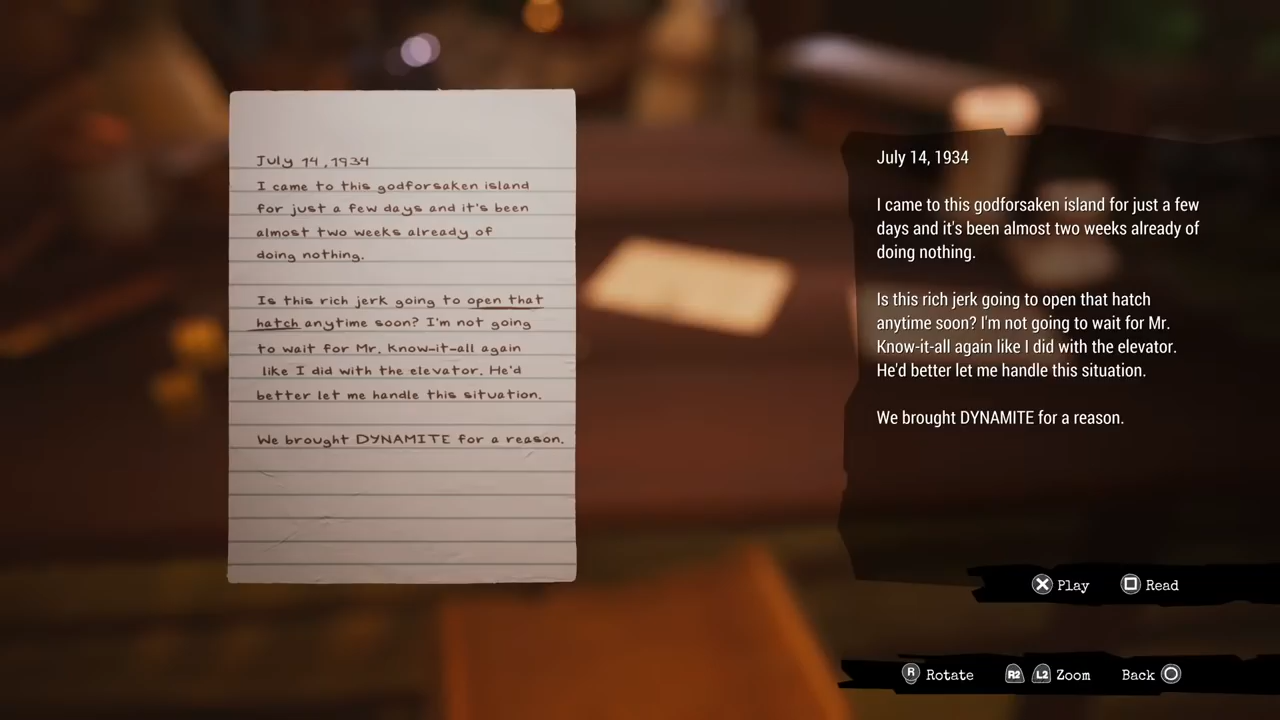 July 14, 1934
I came to this godforsaken island
for just a few days and it's been
almost two weeks already of
doing nothing.
Is this rich jerk going to open that
hatch anytime soon? I'm not going
to wait for Mr. Know-it-all again
like I did with the elevator. He'd
better let me handle this situation.
We brought DYNAMITE for a reason.
July 14, 1934
I came to this godforsaken island for just a few
days and it's been almost two weeks already of
doing nothing.
Is this rich jerk going to open that hatch
anytime soon? I'm not going to wait for Mr.
Know-it-all again like I did with the elevator.
He'd better let me handle this situation.
We brought DYNAMITE for a reason.
Play Read
R Rotate R2 L2 Zoom Back